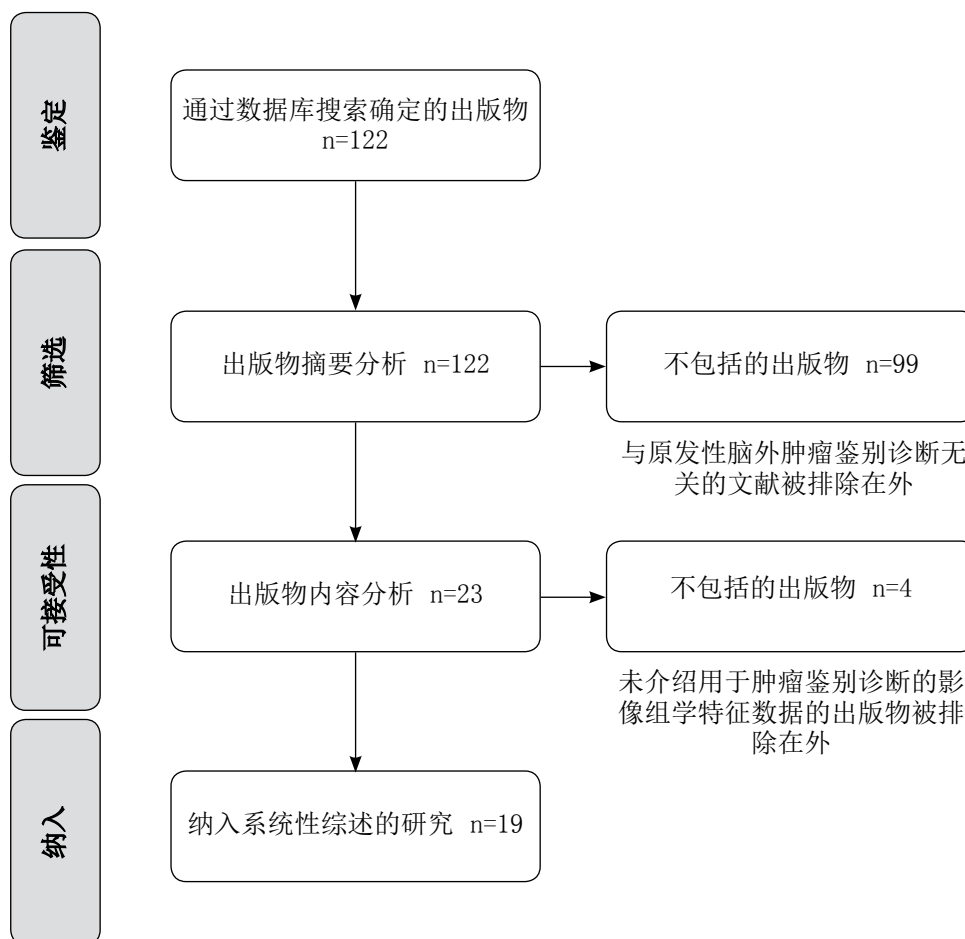 鉴定
通过数据库搜索确定的出版物
n=122
筛选
出版物摘要分析 n=122
不包括的出版物 n=99
与原发性脑外肿瘤鉴别诊断无
关的文献被排除在外
可接受性
出版物内容分析 n=23
不包括的出版物 n=4
未介绍用于肿瘤鉴别诊断的影
像组学特征数据的出版物被排
除在外
纳入
纳入系统性综述的研究 n=19